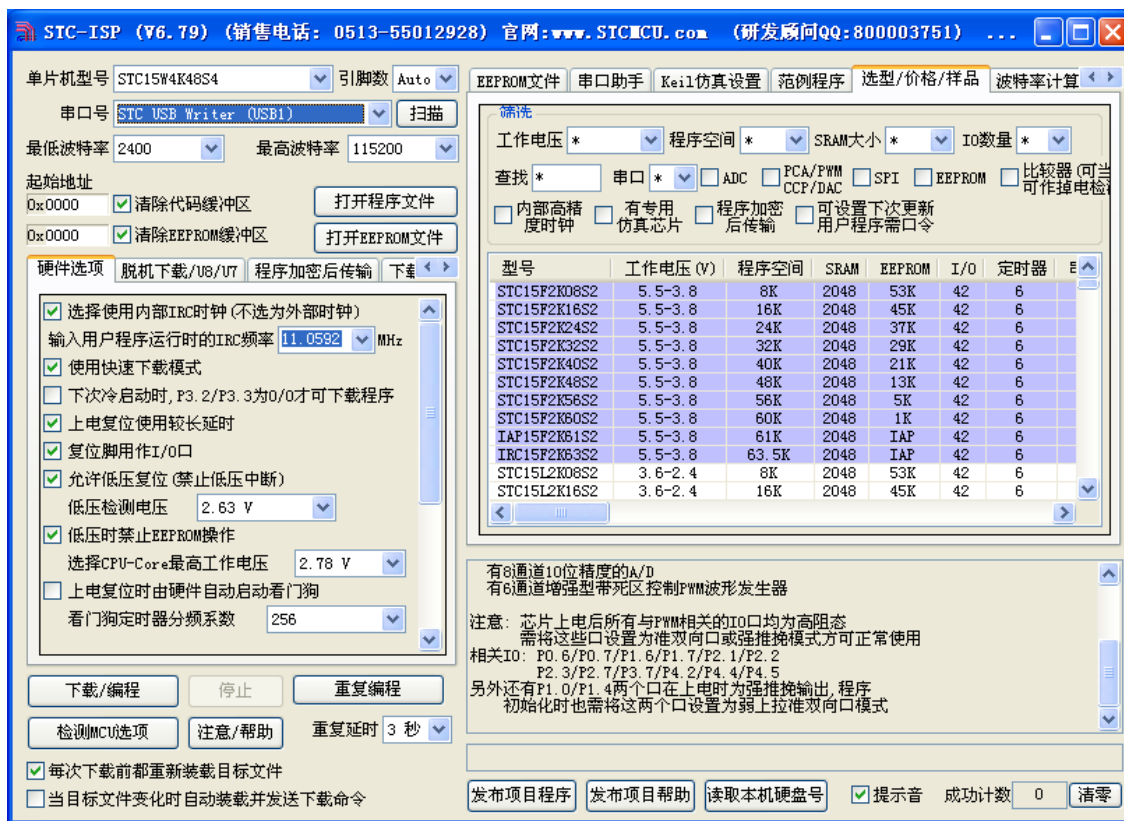 STC-ISP (V6.79) (销售电话: 0513-55012928) 官网:www.STCMCU.com (研发顾问QQ:800003751) ...
单片机型号 STC15W4K48S4 引脚数 Auto
串口号 STC USB Writer (USB1) 扫描
最低波特率 2400 最高波特率 115200
起始地址
0x0000 清除代码缓冲区 打开程序文件
0x0000 清除EEPROM缓冲区 打开EEPROM文件
硬件选项 脱机下载/U8/U7 程序加密后传输 下载
选择使用内部IRC时钟(不选为外部时钟)
输入用户程序运行时的IRC频率 11.0592 MHz
使用快速下载模式
下次冷启动时,P3.2/P3.3为0/0才可下载程序
上电复位使用较长延时
复位脚用作I/O口
允许低压复位(禁止低压中断)
低压检测电压 2.63 V
低压时禁止EEPROM操作
选择CPU-Core最高工作电压 2.78 V
上电复位时由硬件自动启动看门狗
看门狗定时器分频系数 256
下载/编程 停止 重复编程
检测MCU选项 注意/帮助 重复延时 3 秒
每次下载前都重新装载目标文件
当目标文件变化时自动装载并发送下载命令
EEPROM文件 串口助手 Keil仿真设置 范例程序 选型/价格/样品 波特率计算
筛选
工作电压 * 程序空间 * SRAM大小 * IO数量 *
查找 * 串口 * ADC PCA/PWM CCP/DAC SPI EEPROM 比较器(可当 可作掉电检测
内部高精度时钟 有专用仿真芯片 程序加密后传输 可设置下次更新用户程序需口令
型号 工作电压(V) 程序空间 SRAM EEPROM I/O 定时器
STC15F2K08S2 5.5-3.8 8K 2048 53K 42 6
STC15F2K16S2 5.5-3.8 16K 2048 45K 42 6
STC15F2K24S2 5.5-3.8 24K 2048 37K 42 6
STC15F2K32S2 5.5-3.8 32K 2048 29K 42 6
STC15F2K40S2 5.5-3.8 40K 2048 21K 42 6
STC15F2K48S2 5.5-3.8 48K 2048 13K 42 6
STC15F2K56S2 5.5-3.8 56K 2048 5K 42 6
STC15F2K60S2 5.5-3.8 60K 2048 1K 42 6
IAP15F2K61S2 5.5-3.8 61K 2048 IAP 42 6
IRC15F2K63S2 5.5-3.8 63.5K 2048 IAP 42 6
STC15L2K08S2 3.6-2.4 8K 2048 53K 42 6
STC15L2K16S2 3.6-2.4 16K 2048 45K 42 6
有8通道10位精度的A/D
有6通道增强型带死区控制PWM波形发生器
注意: 芯片上电后所有与PWM相关的IO口均为高阻态
需将这些口设置为准双向口或强推挽模式方可正常使用
相关IO: P0.6/P0.7/P1.6/P1.7/P2.1/P2.2
P2.3/P2.7/P3.7/P4.2/P4.4/P4.5
另外还有P1.0/P1.4两个口在上电时为强推挽输出,程序
初始化时也需将这两个口设置为弱上拉准双向口模式
发布项目程序 发布项目帮助 读取本机硬盘号 提示音 成功计数 0 清零